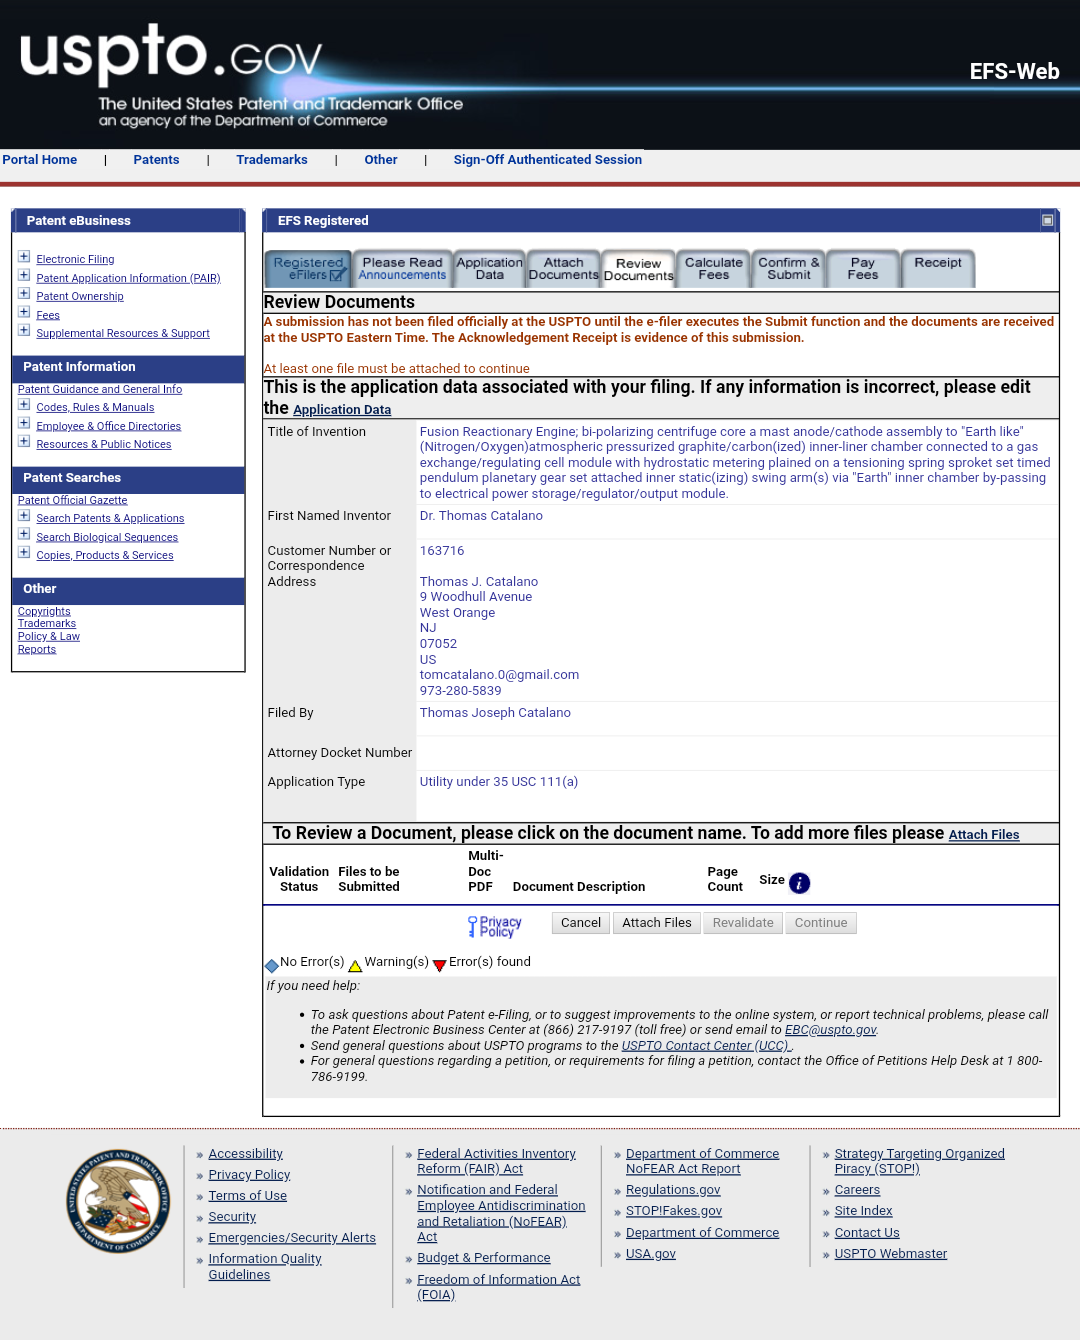 uspto.GOV
The United States Patent and Trademark Office
an agency of the Department of Commerce
EFS-Web
Portal Home | Patents | Trademarks | Other | Sign-Off Authenticated Session
Patent eBusiness
Electronic Filing
Patent Application Information (PAIR)
Patent Ownership
Fees
Supplemental Resources & Support
Patent Information
Patent Guidance and General Info
Codes, Rules & Manuals
Employee & Office Directories
Resources & Public Notices
Patent Searches
Patent Official Gazette
Search Patents & Applications
Search Biological Sequences
Copies, Products & Services
Other
Copyrights
Trademarks
Policy & Law
Reports
EFS Registered
Registered eFilers
Please Read Announcements
Application Data
Attach Documents
Review Documents
Calculate Fees
Confirm & Submit
Pay Fees
Receipt
Review Documents
A submission has not been filed officially at the USPTO until the e-filer executes the Submit function and the documents are received
at the USPTO Eastern Time. The Acknowledgement Receipt is evidence of this submission.
At least one file must be attached to continue
This is the application data associated with your filing. If any information is incorrect, please edit
the Application Data
Title of Invention
Fusion Reactionary Engine; bi-polarizing centrifuge core a mast anode/cathode assembly to "Earth like"
(Nitrogen/Oxygen)atmospheric pressurized graphite/carbon(ized) inner-liner chamber connected to a gas
exchange/regulating cell module with hydrostatic metering plained on a tensioning spring sproket set timed
pendulum planetary gear set attached inner static(izing) swing arm(s) via "Earth" inner chamber by-passing
to electrical power storage/regulator/output module.
First Named Inventor
Dr. Thomas Catalano
Customer Number or
Correspondence
Address
163716
Thomas J. Catalano
9 Woodhull Avenue
West Orange
NJ
07052
US
tomcatalano.0@gmail.com
973-280-5839
Filed By
Thomas Joseph Catalano
Attorney Docket Number
Application Type
Utility under 35 USC 111(a)
To Review a Document, please click on the document name. To add more files please Attach Files
Validation
Status
Files to be
Submitted
Multi-
Doc
PDF
Document Description
Page
Count
Size i
Privacy
Policy
Cancel
Attach Files
Revalidate
Continue
No Error(s) Warning(s) Error(s) found
If you need help:
• To ask questions about Patent e-Filing, or to suggest improvements to the online system, or report technical problems, please call
the Patent Electronic Business Center at (866) 217-9197 (toll free) or send email to EBC@uspto.gov.
• Send general questions about USPTO programs to the USPTO Contact Center (UCC) .
• For general questions regarding a petition, or requirements for filing a petition, contact the Office of Petitions Help Desk at 1 800-
786-9199.
UNITED STATES PATENT AND TRADEMARK OFFICE
DEPARTMENT OF COMMERCE
» Accessibility
» Privacy Policy
» Terms of Use
» Security
» Emergencies/Security Alerts
» Information Quality
Guidelines
» Federal Activities Inventory
Reform (FAIR) Act
» Notification and Federal
Employee Antidiscrimination
and Retaliation (NoFEAR)
Act
» Budget & Performance
» Freedom of Information Act
(FOIA)
» Department of Commerce
NoFEAR Act Report
» Regulations.gov
» STOP!Fakes.gov
» Department of Commerce
» USA.gov
» Strategy Targeting Organized
Piracy (STOP!)
» Careers
» Site Index
» Contact Us
» USPTO Webmaster